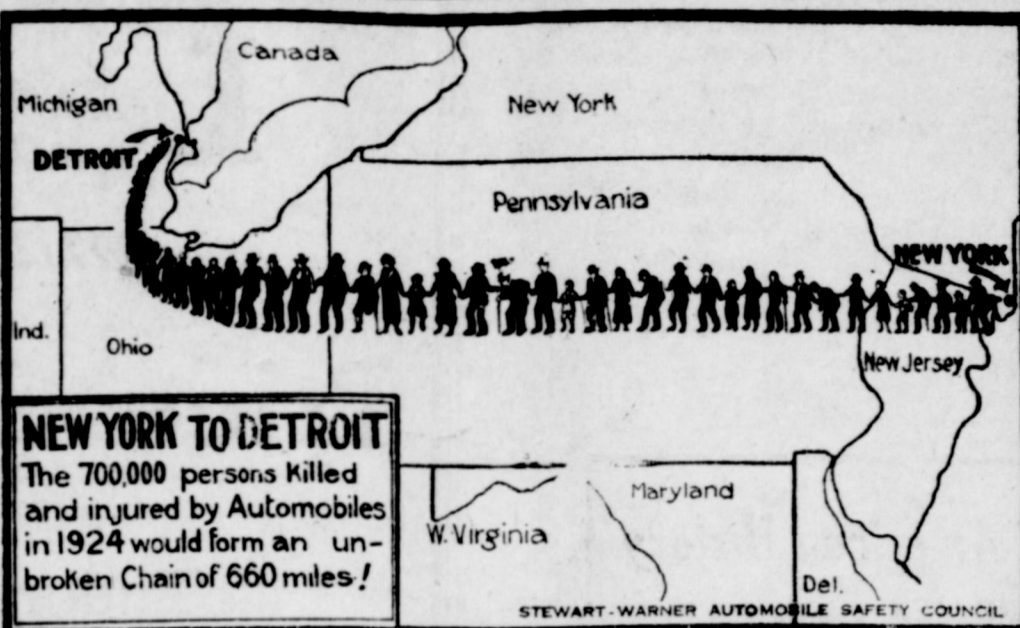 Canada
Michigan
New York
DETROIT
Pennsylvania
NEW YORK
Ind.
Ohio
New Jersey
NEW YORK TO DETROIT
The 700,000 persons killed
and injured by Automobiles
in 1924 would form an un-
broken Chain of 660 miles!
Maryland
W. Virginia
Del.
STEWART-WARNER AUTOMOBILE SAFETY COUNCIL